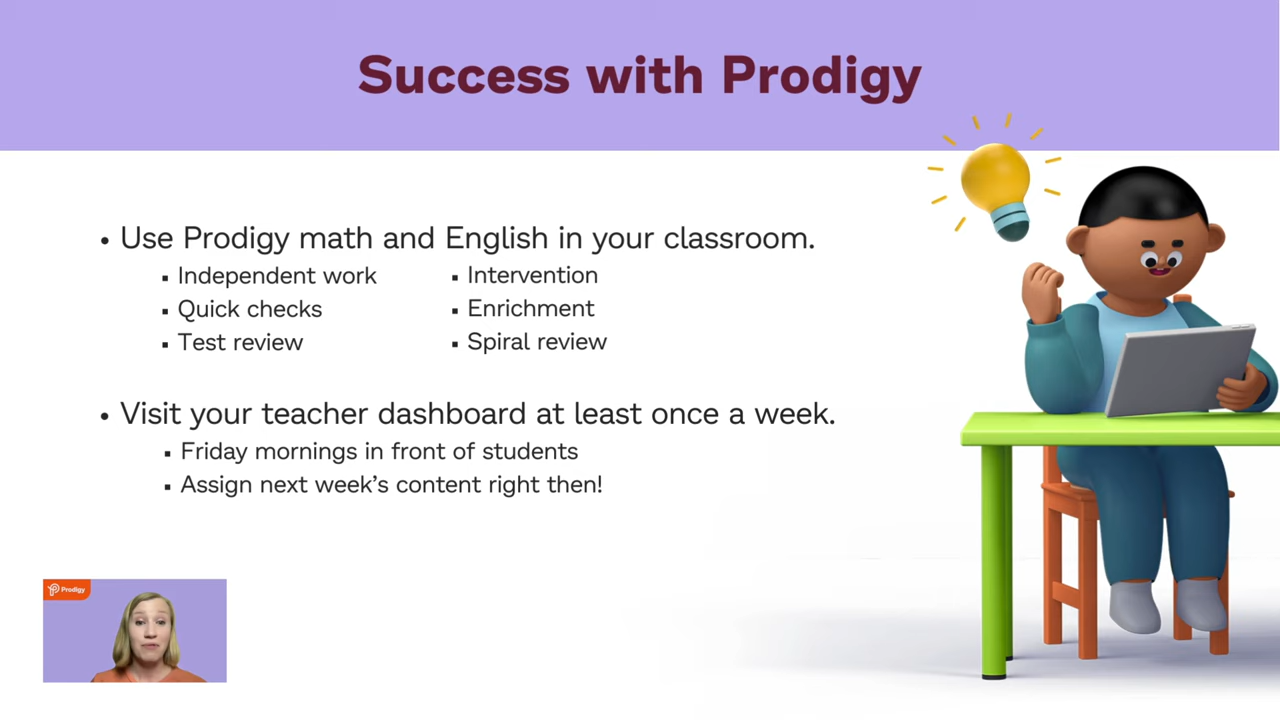 Success with Prodigy
• Use Prodigy math and English in your classroom.
▪ Independent work
▪ Quick checks
▪ Test review
▪ Intervention
▪ Enrichment
▪ Spiral review
• Visit your teacher dashboard at least once a week.
▪ Friday mornings in front of students
▪ Assign next week's content right then!
Prodigy